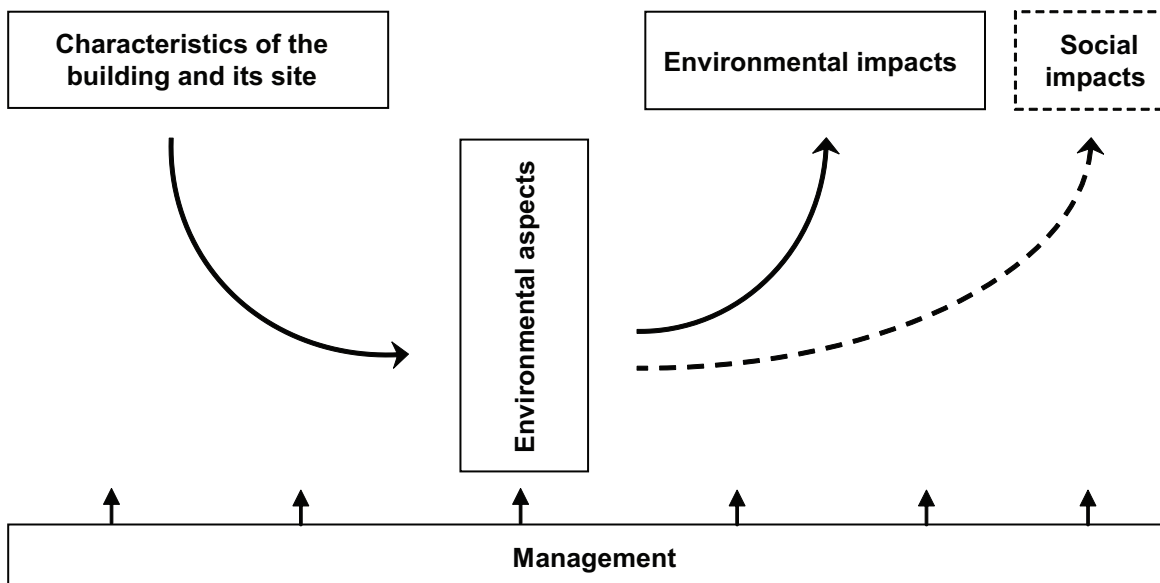 Characteristics of the
building and its site
Environmental impacts
Social
impacts
Environmental aspects
Management